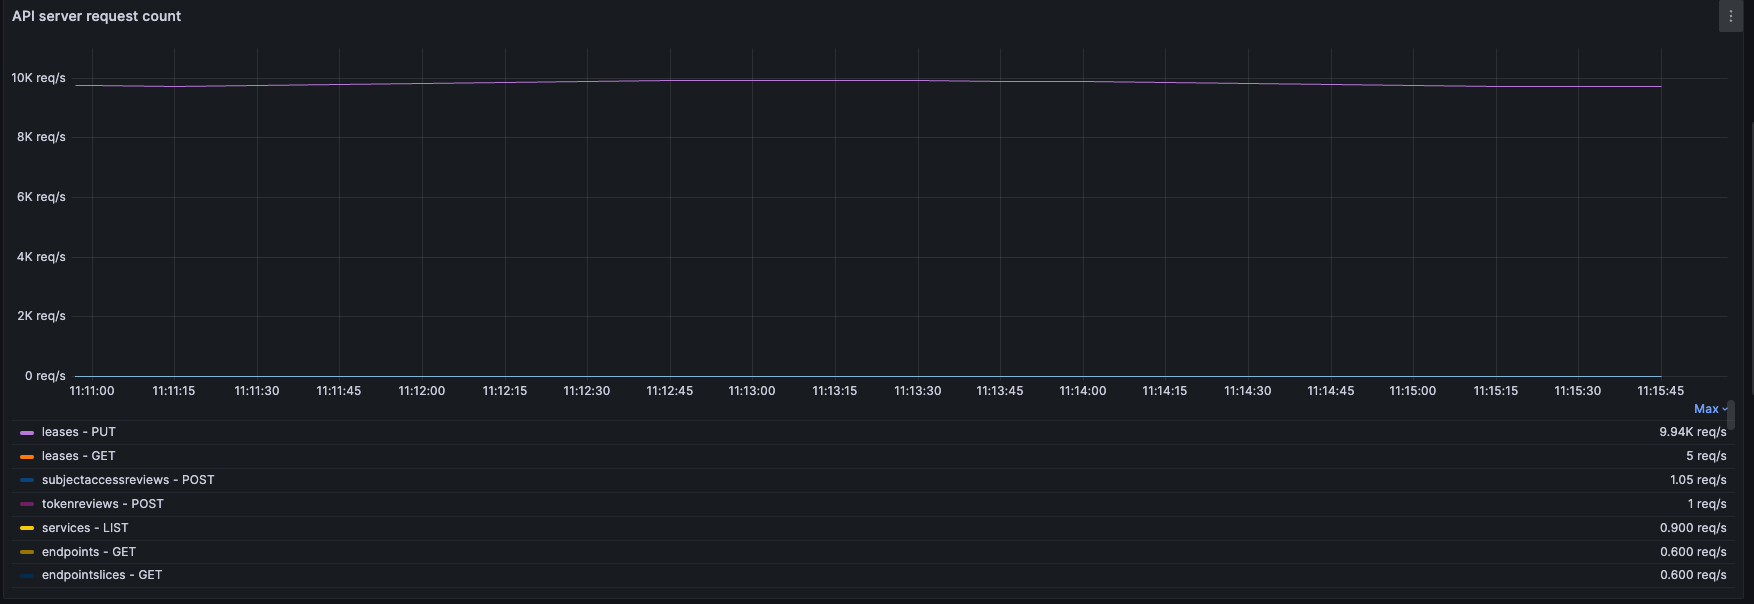 API server request count
10K req/s
8K req/s
6K req/s
4K req/s
2K req/s
0 req/s
11:11:00 11:11:15 11:11:30 11:11:45 11:12:00 11:12:15 11:12:30 11:12:45 11:13:00 11:13:15 11:13:30 11:13:45 11:14:00 11:14:15 11:14:30 11:14:45 11:15:00 11:15:15 11:15:30 11:15:45
Max
leases - PUT 9.94K req/s
leases - GET 5 req/s
subjectaccessreviews - POST 1.05 req/s
tokenreviews - POST 1 req/s
services - LIST 0.900 req/s
endpoints - GET 0.600 req/s
endpointslices - GET 0.600 req/s